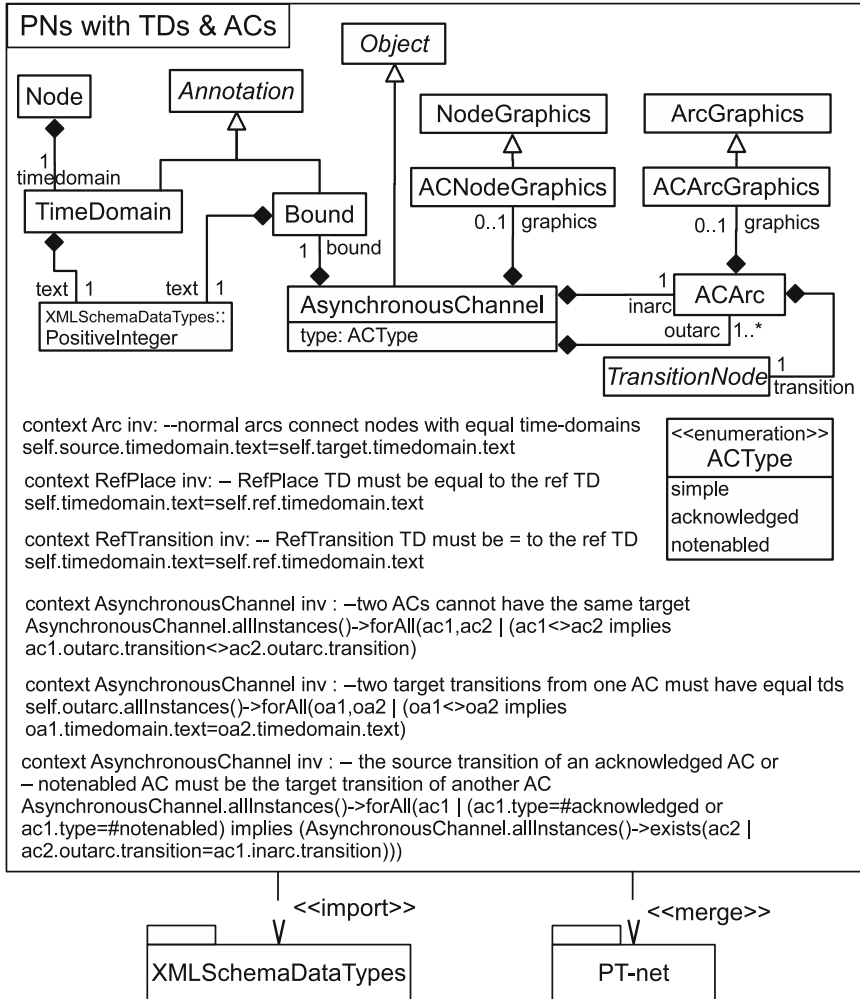 PNs with TDs & ACs
Object
Node
Annotation
NodeGraphics
ArcGraphics
1
timedomain
TimeDomain
Bound
ACNodeGraphics
ACArcGraphics
1 bound
0..1 graphics
0..1 graphics
text 1
text 1
XMLSchemaDataTypes::
PositiveInteger
AsynchronousChannel
type: ACType
1
inarc
ACArc
outarc 1..*
TransitionNode
1
transition
context Arc inv: --normal arcs connect nodes with equal time-domains
self.source.timedomain.text=self.target.timedomain.text
context RefPlace inv: – RefPlace TD must be equal to the ref TD
self.timedomain.text=self.ref.timedomain.text
context RefTransition inv: -- RefTransition TD must be = to the ref TD
self.timedomain.text=self.ref.timedomain.text
<<enumeration>>
ACType
simple
acknowledged
notenabled
context AsynchronousChannel inv : –two ACs cannot have the same target
AsynchronousChannel.allInstances()->forAll(ac1,ac2 | (ac1<>ac2 implies
ac1.outarc.transition<>ac2.outarc.transition)
context AsynchronousChannel inv : –two target transitions from one AC must have equal tds
self.outarc.allInstances()->forAll(oa1,oa2 | (oa1<>oa2 implies
oa1.timedomain.text=oa2.timedomain.text)
context AsynchronousChannel inv : – the source transition of an acknowledged AC or
– notenabled AC must be the target transition of another AC
AsynchronousChannel.allInstances()->forAll(ac1 | (ac1.type=#acknowledged or
ac1.type=#notenabled) implies (AsynchronousChannel.allInstances()->exists(ac2 |
ac2.outarc.transition=ac1.inarc.transition)))
<<import>>
<<merge>>
XMLSchemaDataTypes
PT-net